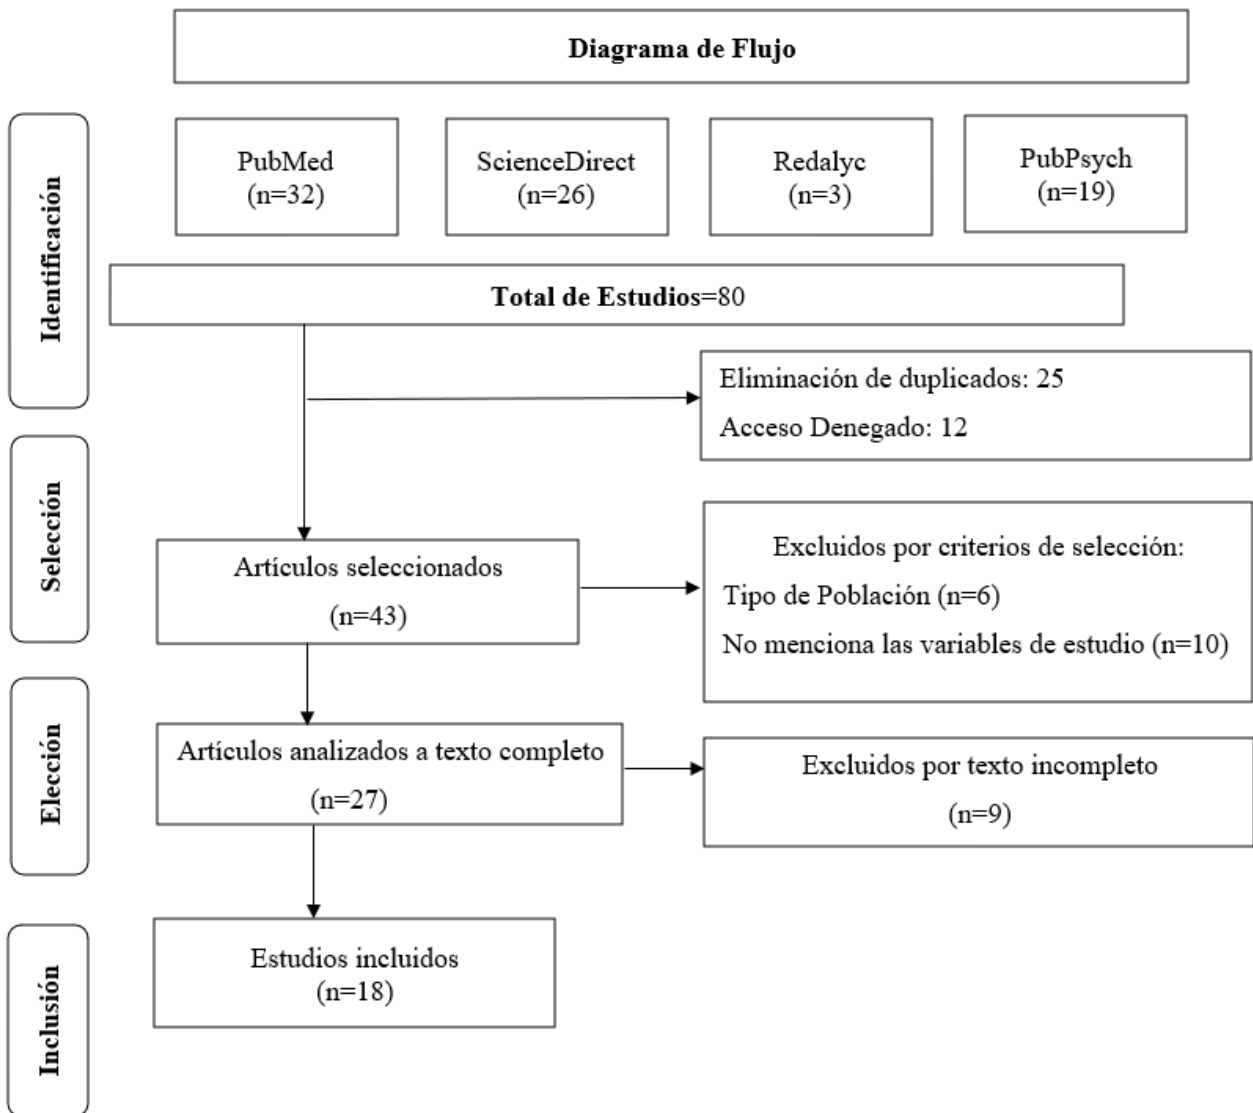 Diagrama de Flujo
Identificación
PubMed
(n=32)
ScienceDirect
(n=26)
Redalyc
(n=3)
PubPsych
(n=19)
Total de Estudios=80
Eliminación de duplicados: 25
Acceso Denegado: 12
Selección
Artículos seleccionados
(n=43)
Excluidos por criterios de selección:
Tipo de Población (n=6)
No menciona las variables de estudio (n=10)
Elección
Artículos analizados a texto completo
(n=27)
Excluidos por texto incompleto
(n=9)
Inclusión
Estudios incluidos
(n=18)